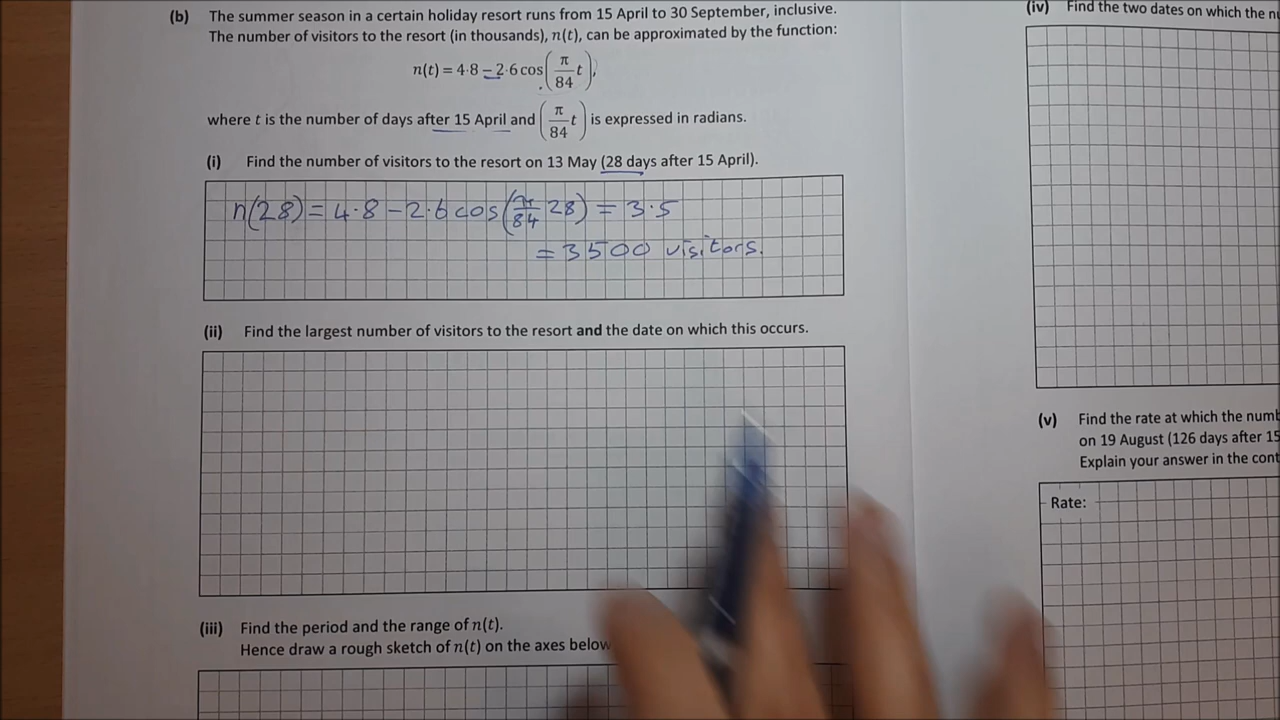 (b) The summer season in a certain holiday resort runs from 15 April to 30 September, inclusive.
The number of visitors to the resort (in thousands), n(t), can be approximated by the function:
n(t) = 4·8 − 2·6 cos(π/84 t),
where t is the number of days after 15 April and (π/84 t) is expressed in radians.
(i) Find the number of visitors to the resort on 13 May (28 days after 15 April).
n(28) = 4·8 − 2·6 cos(π/84 28) = 3·5
= 3500 visitors.
(ii) Find the largest number of visitors to the resort and the date on which this occurs.
(iii) Find the period and the range of n(t).
Hence draw a rough sketch of n(t) on the axes below
(iv) Find the two dates on which the
(v) Find the rate at which the
on 19 August (126 days after 15
Explain your answer in the
Rate: